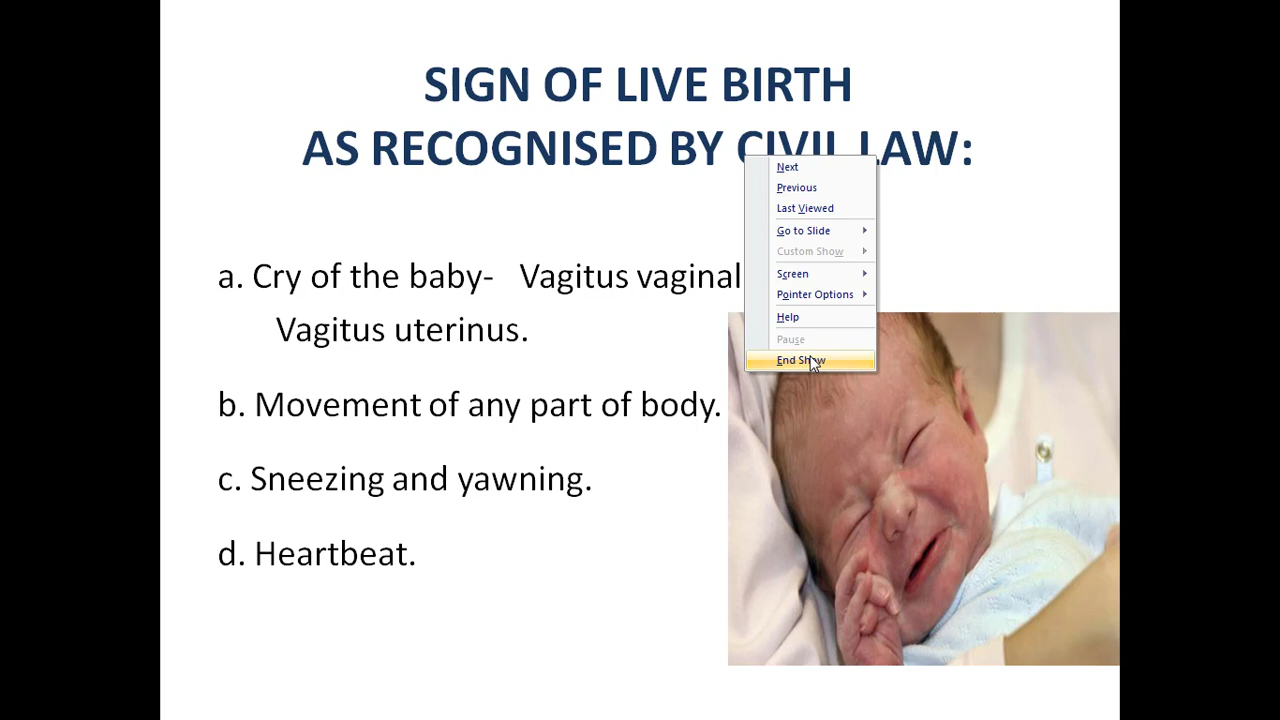 SIGN OF LIVE BIRTH
AS RECOGNISED BY CIVIL LAW:
Next
Previous
Last Viewed
Go to Slide
Custom Show
Screen
Pointer Options
Help
Pause
End Show
a. Cry of the baby- Vagitus vaginal
Vagitus uterinus.
b. Movement of any part of body.
c. Sneezing and yawning.
d. Heartbeat.